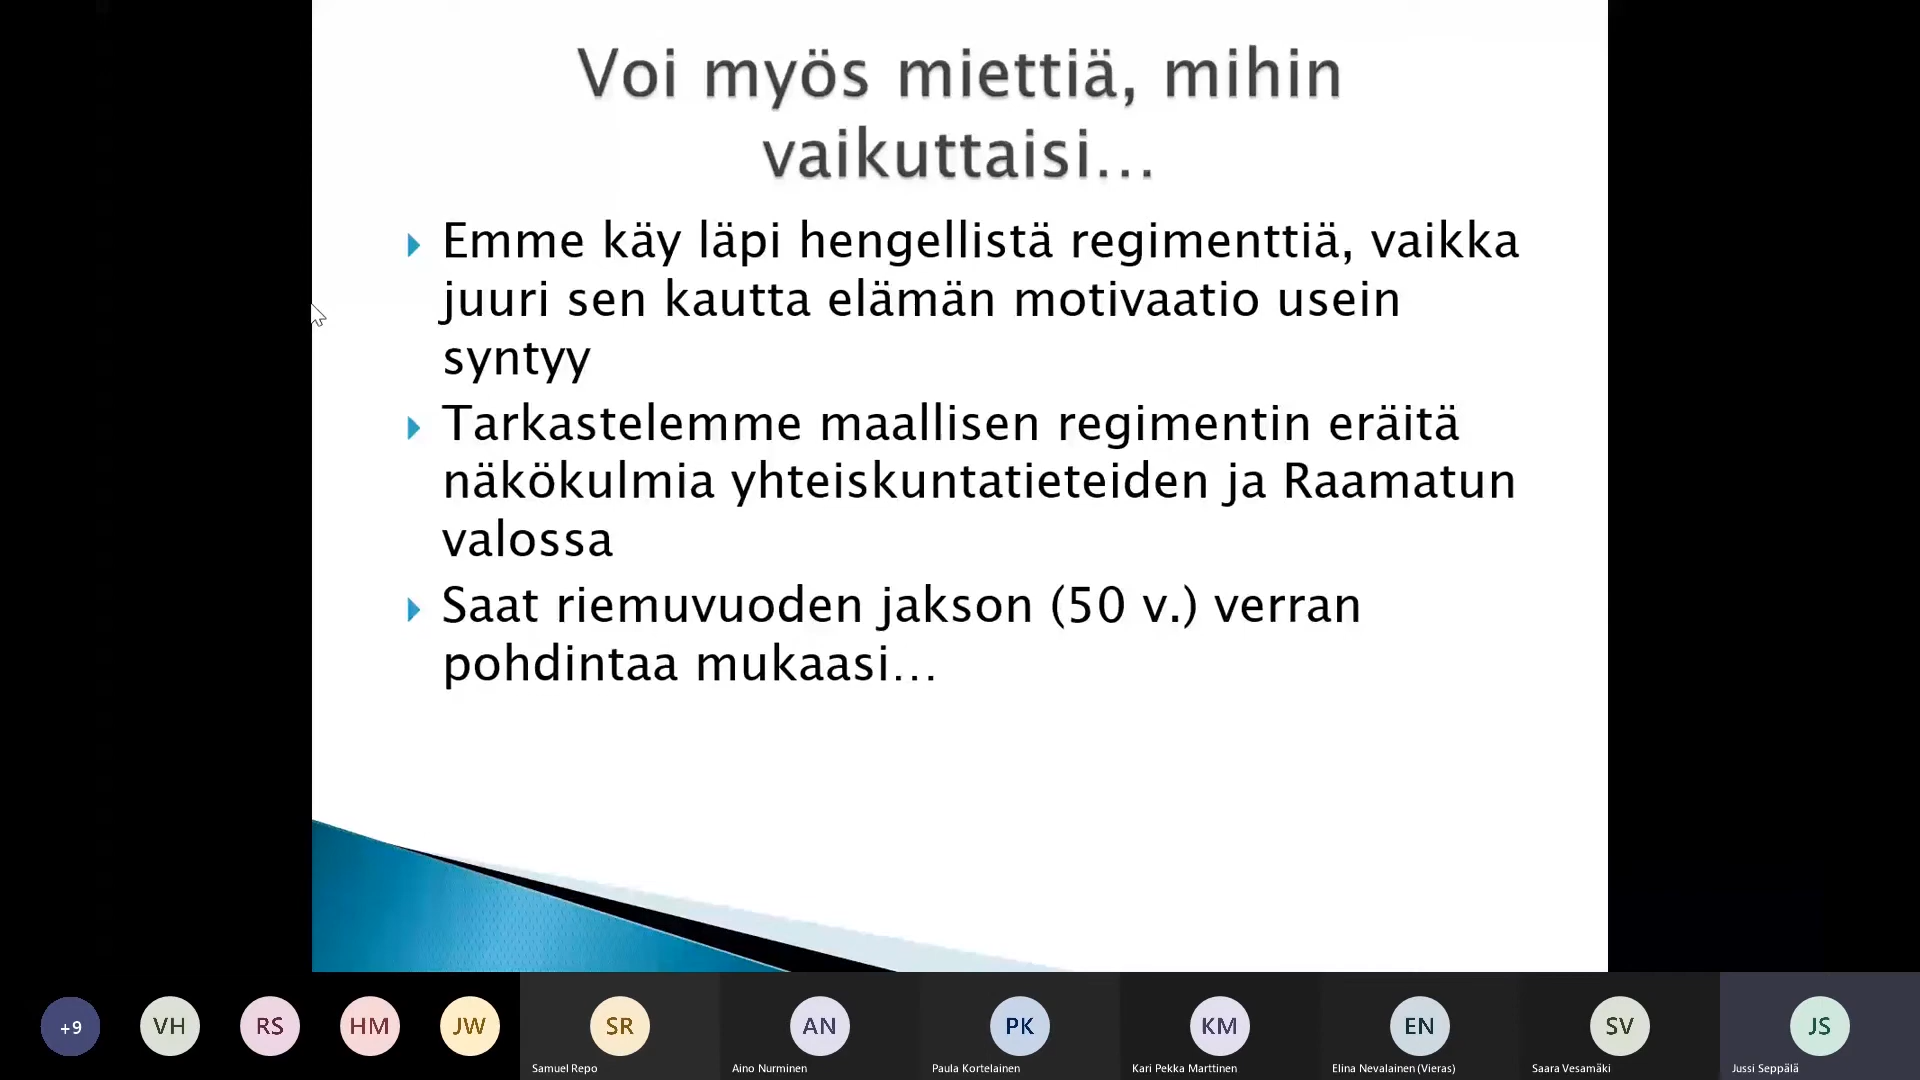 Voi myös miettiä, mihin
vaikuttaisi…
Emme käy läpi hengellistä regimenttiä, vaikka
juuri sen kautta elämän motivaatio usein
syntyy
Tarkastelemme maallisen regimentin eräitä
näkökulmia yhteiskuntatieteiden ja Raamatun
valossa
Saat riemuvuoden jakson (50 v.) verran
pohdintaa mukaasi…
+9
VH
RS
HM
JW
SR
AN
PK
KM
EN
SV
JS
Samuel Repo
Aino Nurminen
Paula Kortelainen
Kari Pekka Marttinen
Elina Nevalainen (Vieras)
Saara Vesamäki
Jussi Seppälä